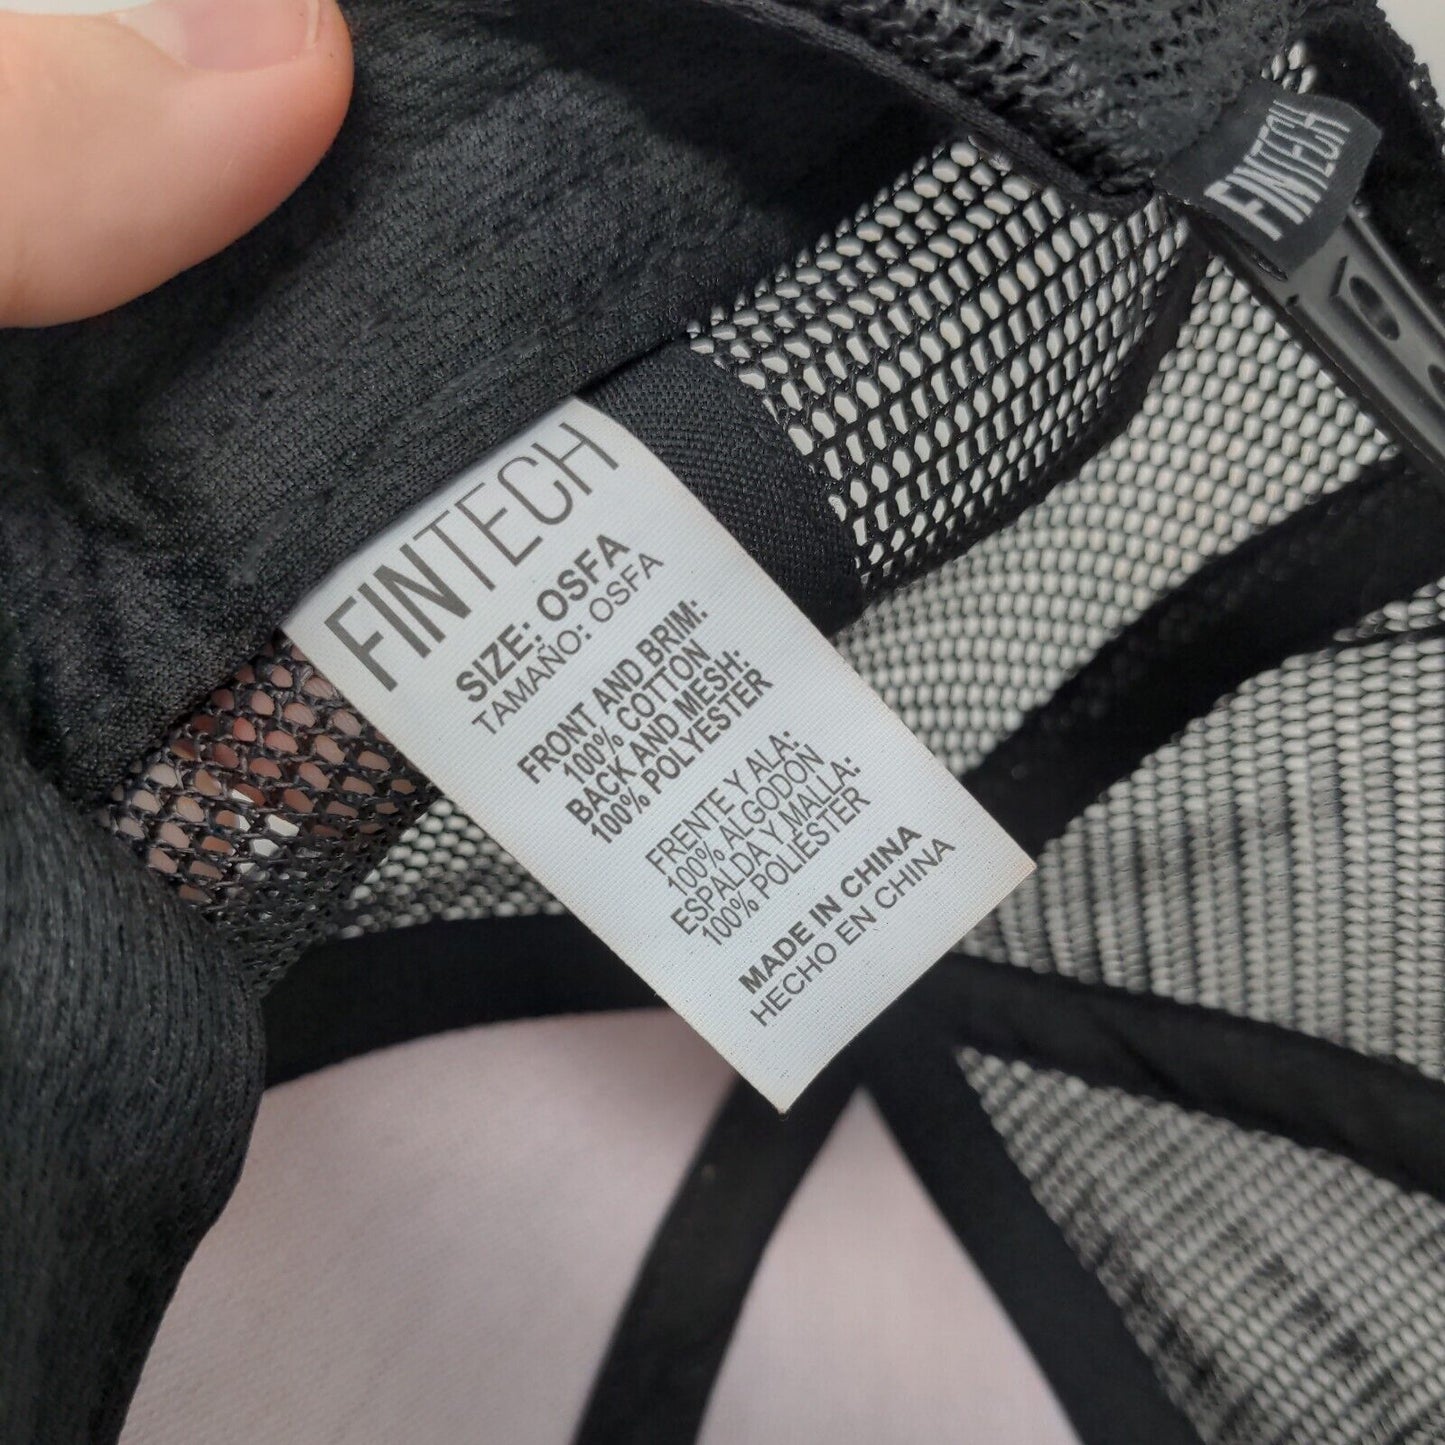 FINTECH
FINTECH
SIZE: OSFA
TAMAÑO: OSFA
FRONT AND BRIM:
100% COTTON
BACK AND MESH:
100% POLYESTER
FRENTE Y ALA:
100% ALGODÓN
ESPALDA Y MALLA:
100% POLIÉSTER
MADE IN CHINA
HECHO EN CHINA